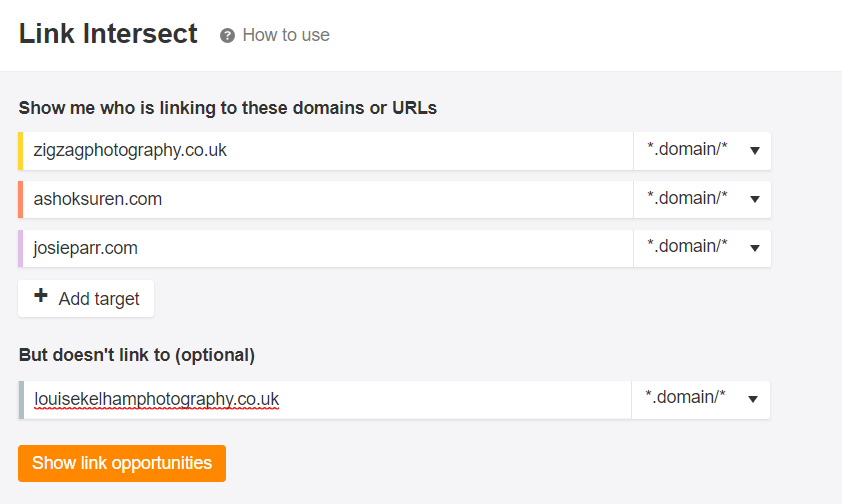 Link Intersect ? How to use
Show me who is linking to these domains or URLs
zigzagphotography.co.uk *.domain/*
ashoksuren.com *.domain/*
josieparr.com *.domain/*
+ Add target
But doesn't link to (optional)
louisekelhamphotography.co.uk *.domain/*
Show link opportunities